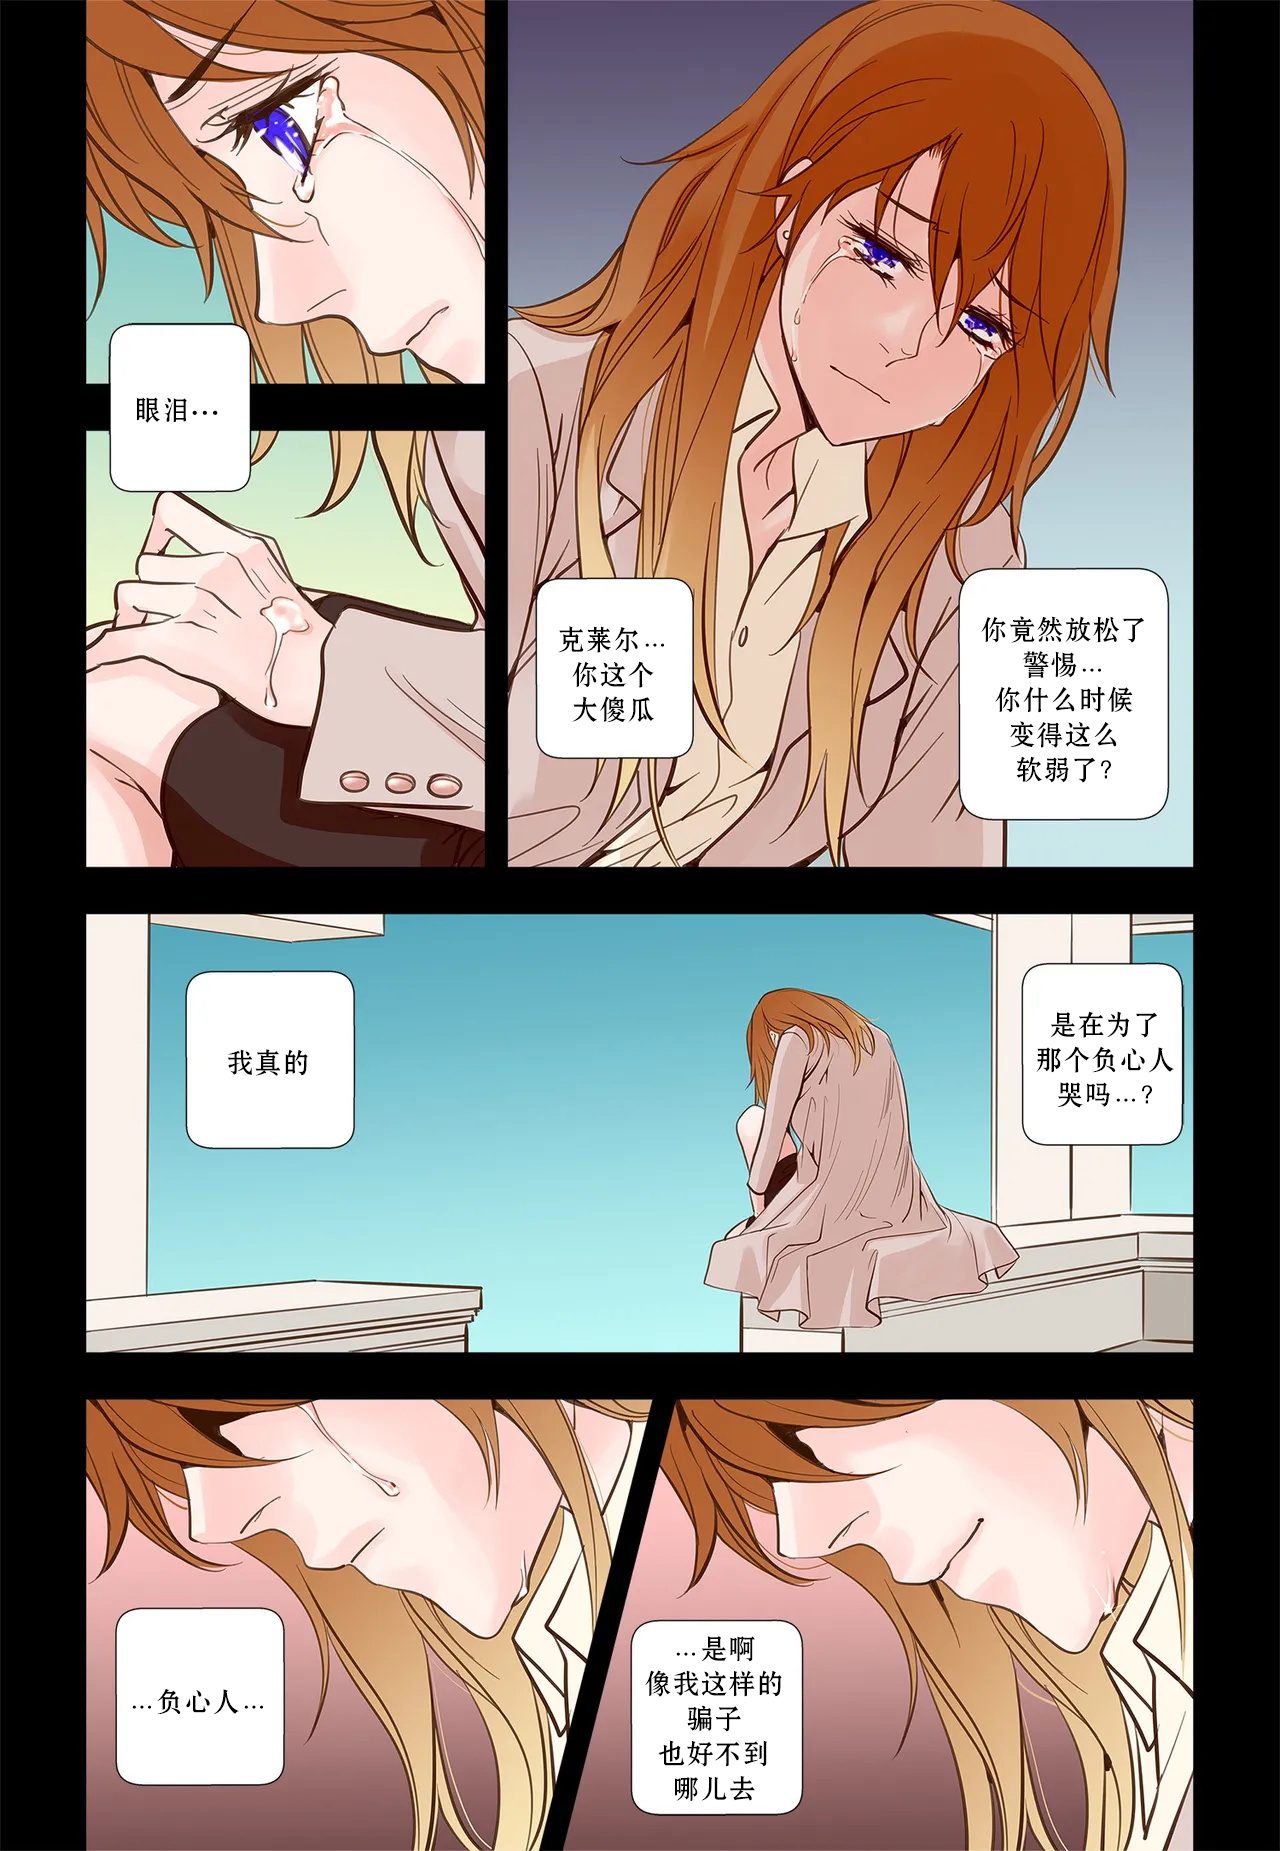 眼泪…
克莱尔…
你这个
大傻瓜
你竟然放松了
警惕…
你什么时候
变得这么
软弱了?
我真的
是在为了
那个负心人
哭吗…?
…负心人…
…是啊
像我这样的
骗子
也好不到
哪儿去